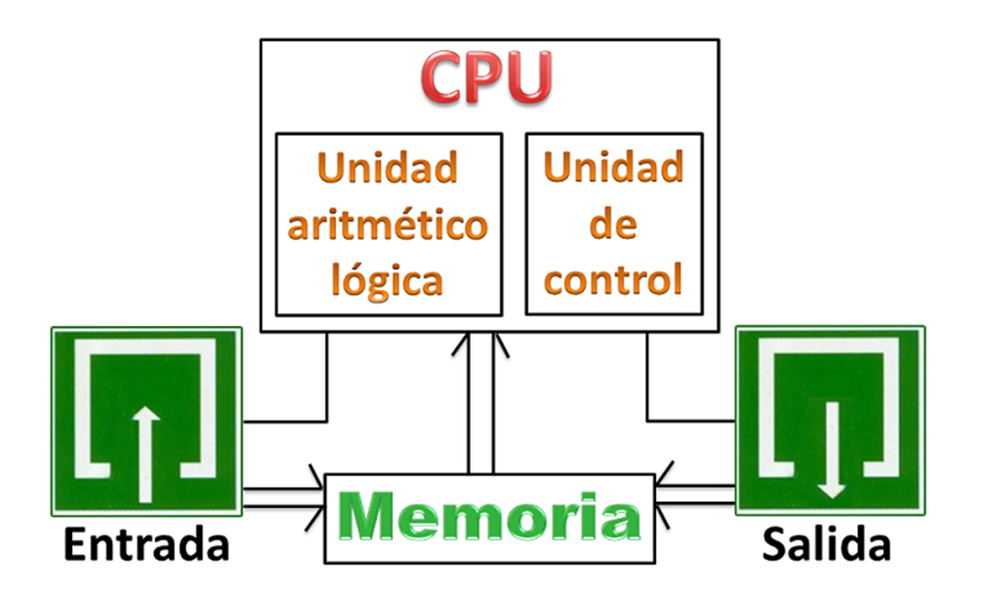 CPU
Unidad
aritmético
lógica
Unidad
de
control
Entrada
Memoria
Salida